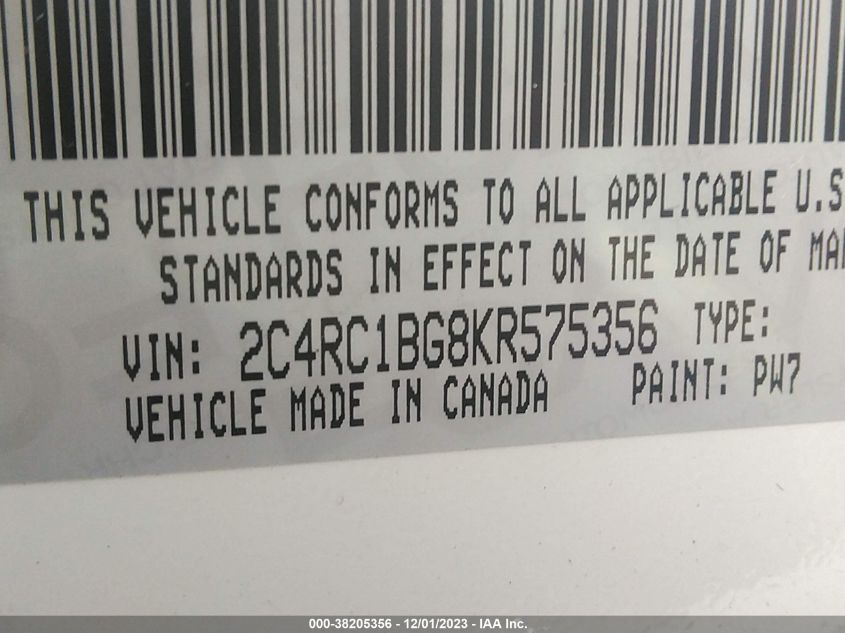 THIS VEHICLE CONFORMS TO ALL APPLICABLE U.S
STANDARDS IN EFFECT ON THE DATE OF
VIN: 2C4RC1BG8KR575356 TYPE:
VEHICLE MADE IN CANADA PAINT: PW7
000-38205356 - 12/01/2023 - IAA Inc.